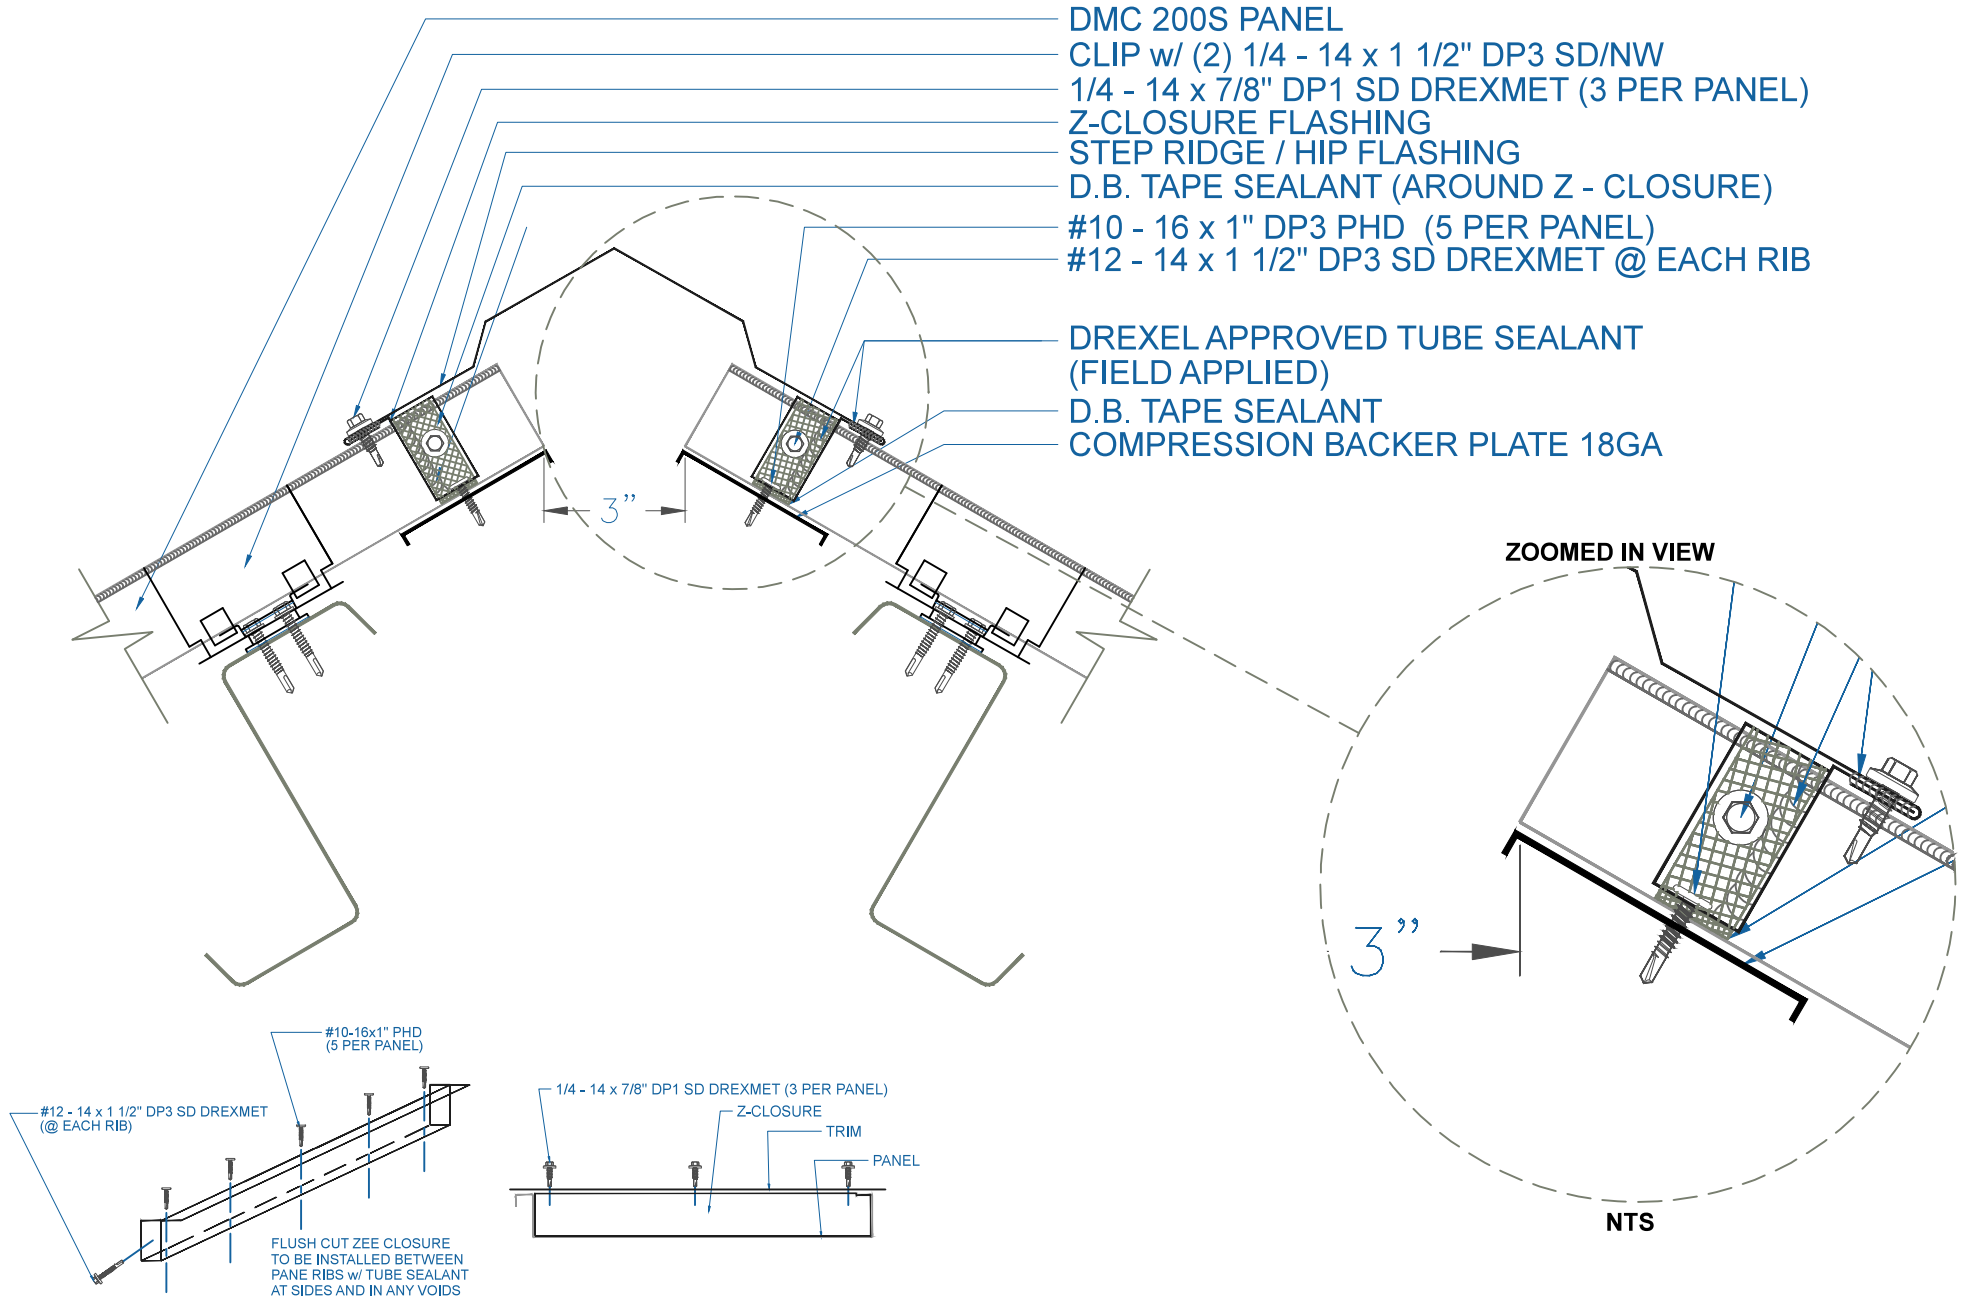 DMC 200S PANEL
CLIP w/ (2) 1/4 - 14 x 1 1/2" DP3 SD/NW
1/4 - 14 x 7/8" DP1 SD DREXMET (3 PER PANEL)
Z-CLOSURE FLASHING
STEP RIDGE / HIP FLASHING
D.B. TAPE SEALANT (AROUND Z - CLOSURE)
#10 - 16 x 1" DP3 PHD (5 PER PANEL)
#12 - 14 x 1 1/2" DP3 SD DREXMET @ EACH RIB
DREXEL APPROVED TUBE SEALANT
(FIELD APPLIED)
D.B. TAPE SEALANT
COMPRESSION BACKER PLATE 18GA
3”
ZOOMED IN VIEW
3”
NTS
#10-16x1" PHD
(5 PER PANEL)
#12 - 14 x 1 1/2" DP3 SD DREXMET
(@ EACH RIB)
FLUSH CUT ZEE CLOSURE
TO BE INSTALLED BETWEEN
PANE RIBS w/ TUBE SEALANT
AT SIDES AND IN ANY VOIDS
1/4 - 14 x 7/8" DP1 SD DREXMET (3 PER PANEL)
Z-CLOSURE
TRIM
PANEL